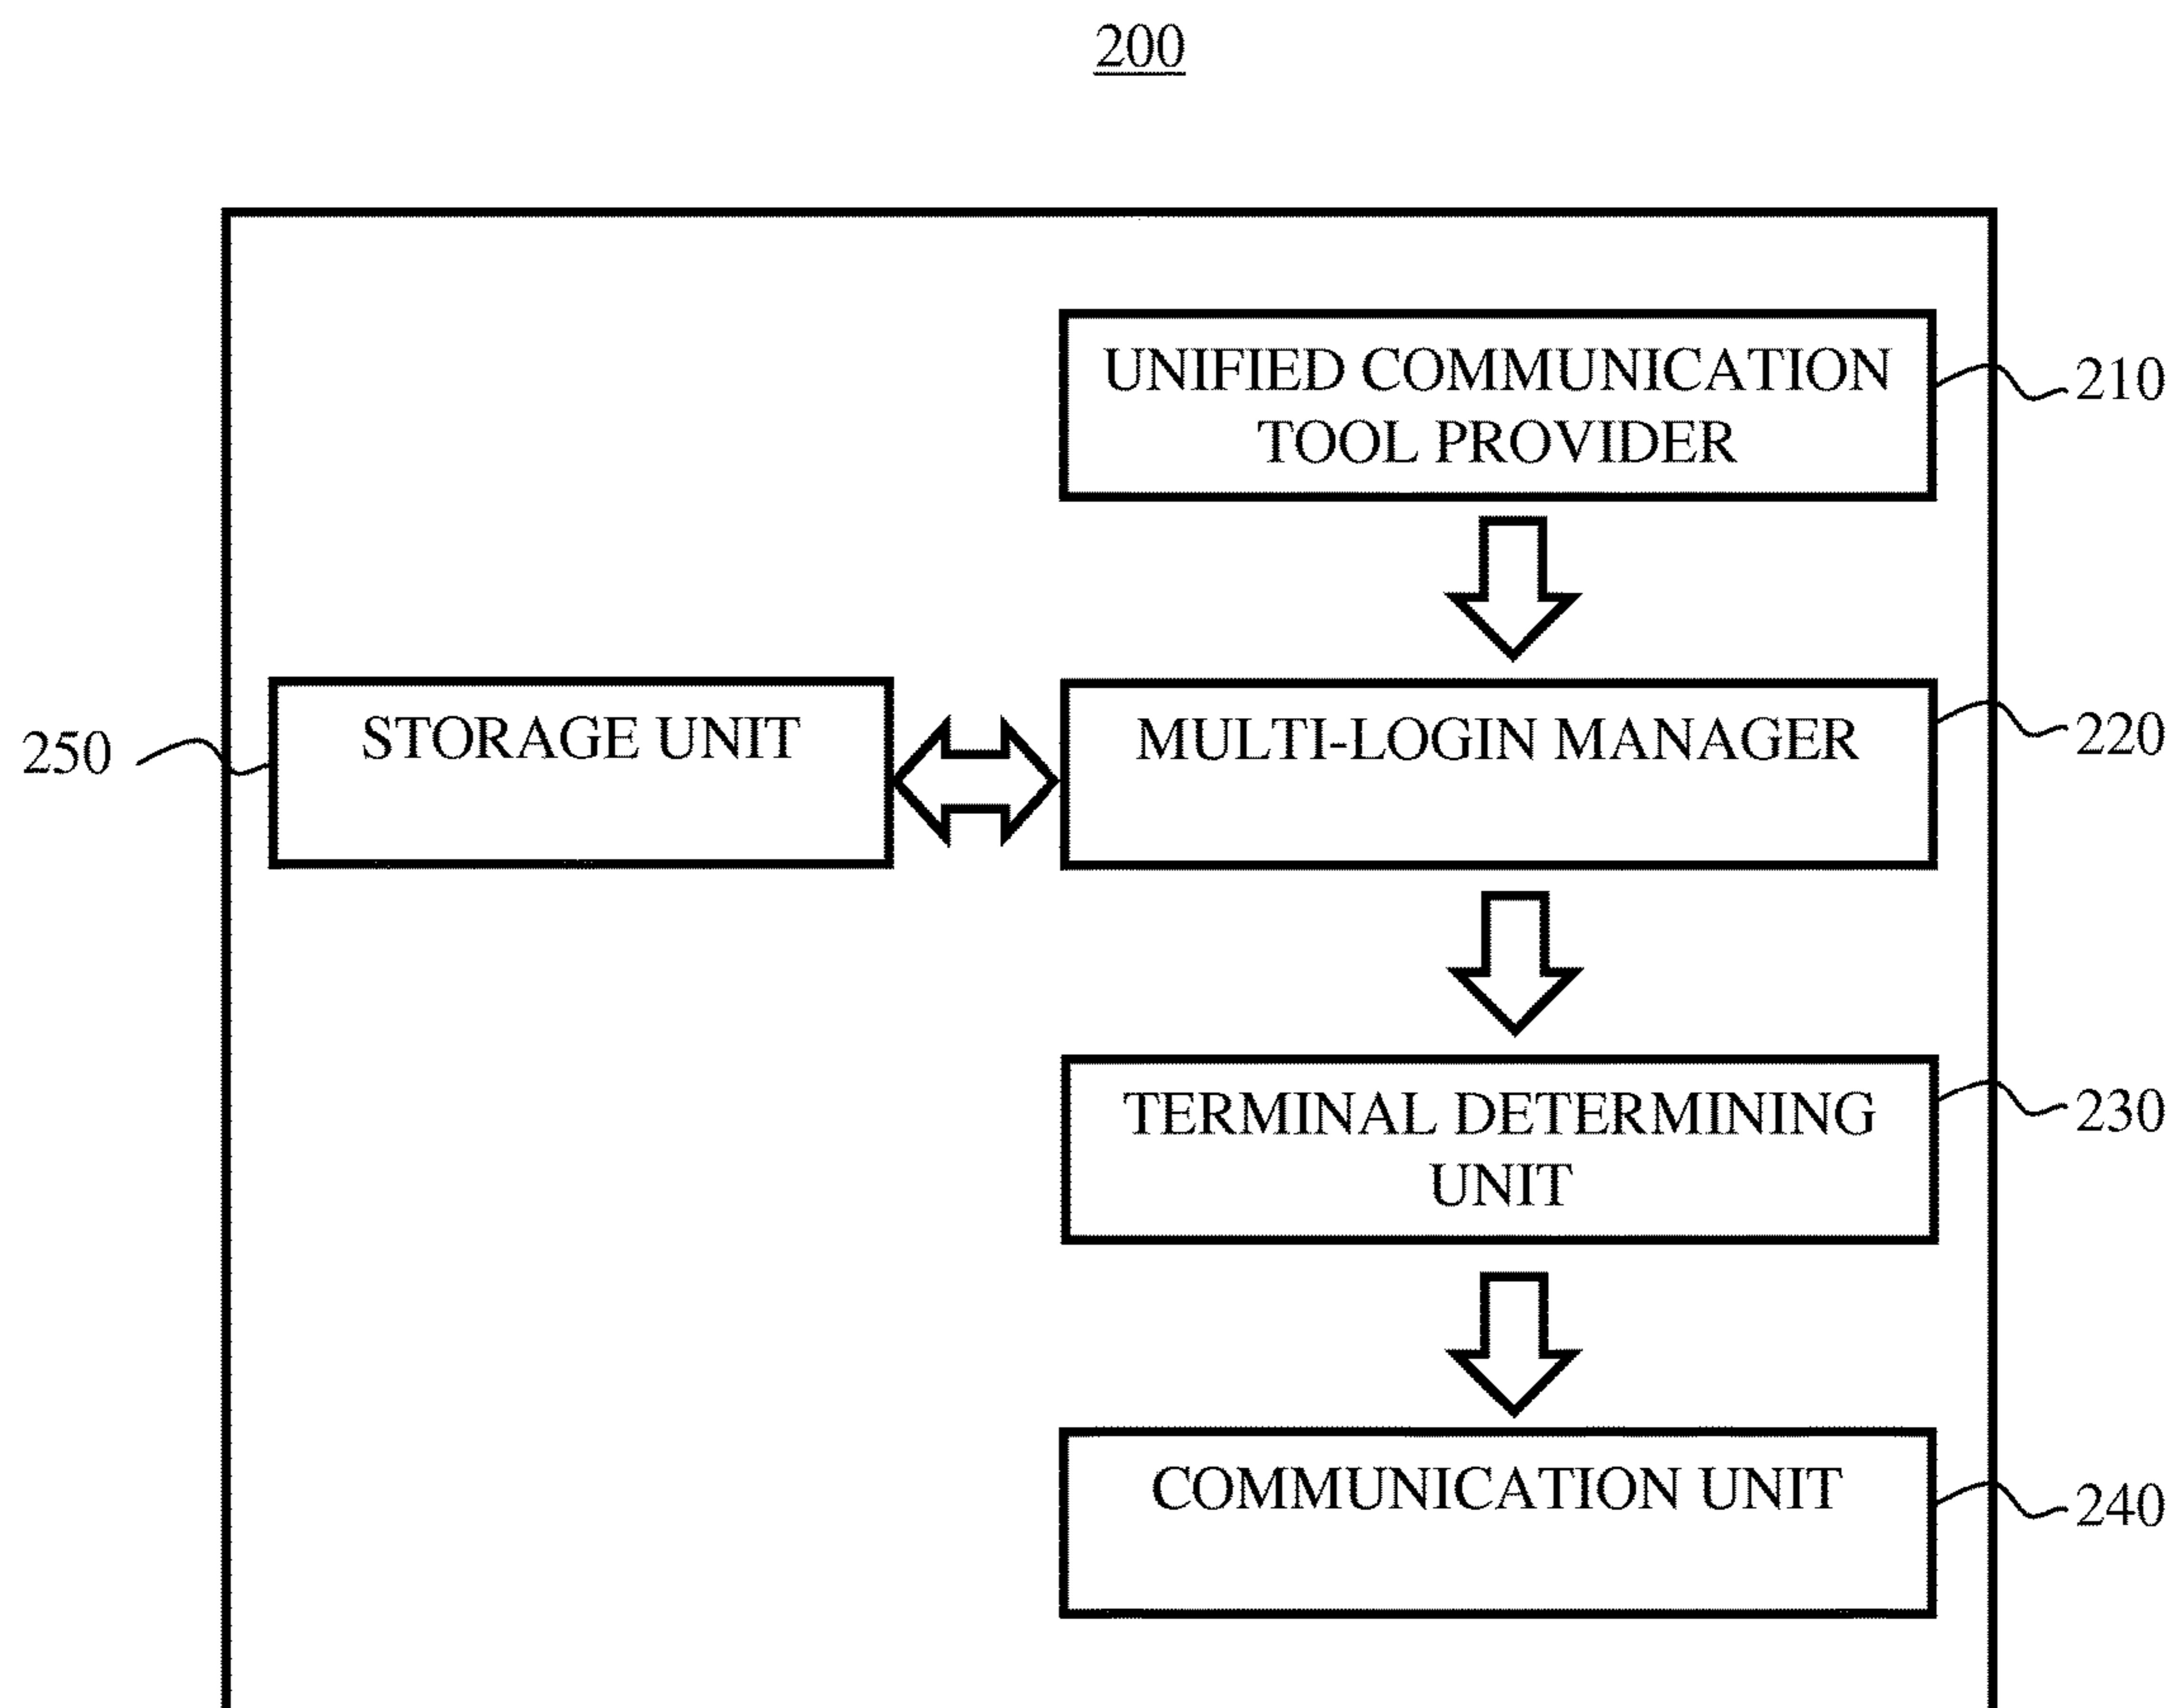 200
UNIFIED COMMUNICATION
TOOL PROVIDER
210
250
STORAGE UNIT
MULTI-LOGIN MANAGER
220
TERMINAL DETERMINING
UNIT
230
COMMUNICATION UNIT
240